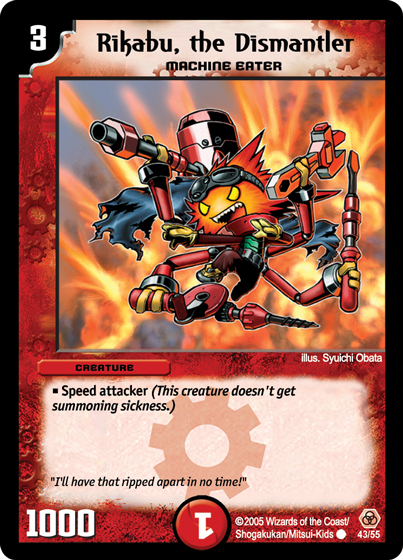 3
Rikabu, the Dismantler
MACHINE EATER
illus. Syuichi Obata
CREATURE
▪ Speed attacker (This creature doesn't get
summoning sickness.)
"I'll have that ripped apart in no time!"
1000
1
©2005 Wizards of the Coast/
Shogakukan/Mitsui-Kids
43/55